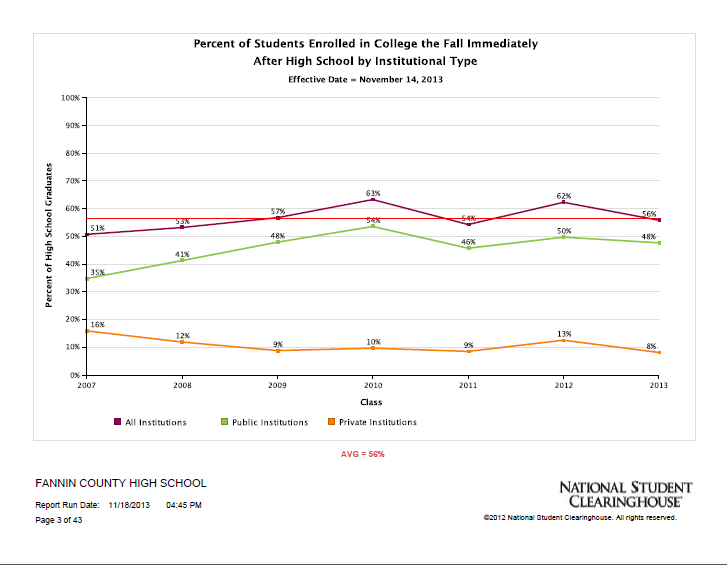 Percent of Students Enrolled in College the Fall Immediately
After High School by Institutional Type
Effective Date = November 14, 2013
Percent of High School Graduates
100%
90%
80%
70%
60%
50%
40%
30%
20%
10%
0%
51%
53%
57%
63%
54%
62%
56%
35%
41%
48%
54%
46%
50%
48%
16%
12%
9%
10%
9%
13%
8%
2007
2008
2009
2010
2011
2012
2013
Class
All Institutions
Public Institutions
Private Institutions
AVG = 56%
FANNIN COUNTY HIGH SCHOOL
Report Run Date: 11/18/2013 04:45 PM
Page 3 of 43
NATIONAL STUDENT
CLEARINGHOUSE
©2012 National Student Clearinghouse. All rights reserved.